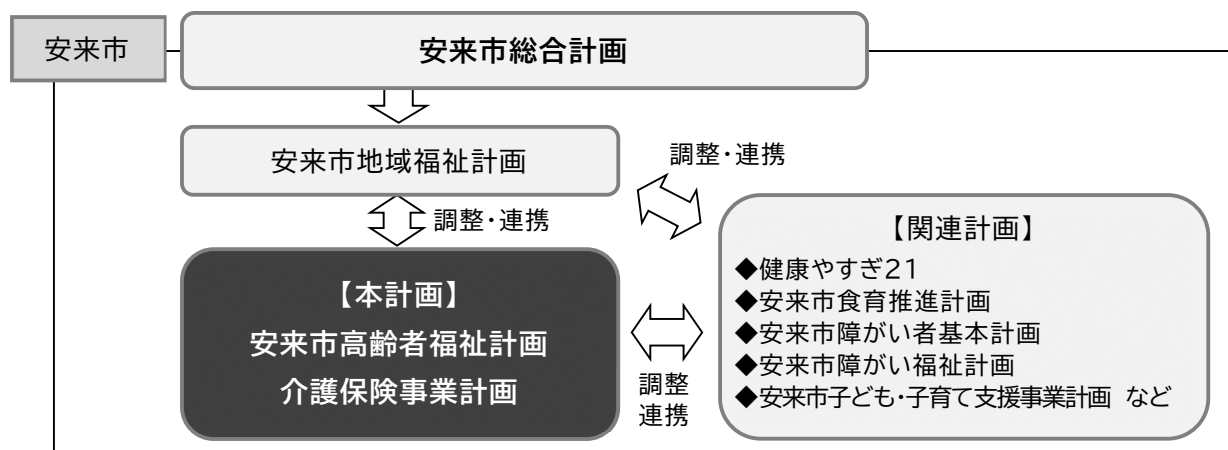 安来市
安来市総合計画
安来市地域福祉計画
調整・連携
調整・連携
【本計画】
安来市高齢者福祉計画
介護保険事業計画
調整
連携
【関連計画】
◆健康やすぎ21
◆安来市食育推進計画
◆安来市障がい者基本計画
◆安来市障がい福祉計画
◆安来市子ども・子育て支援事業計画 など